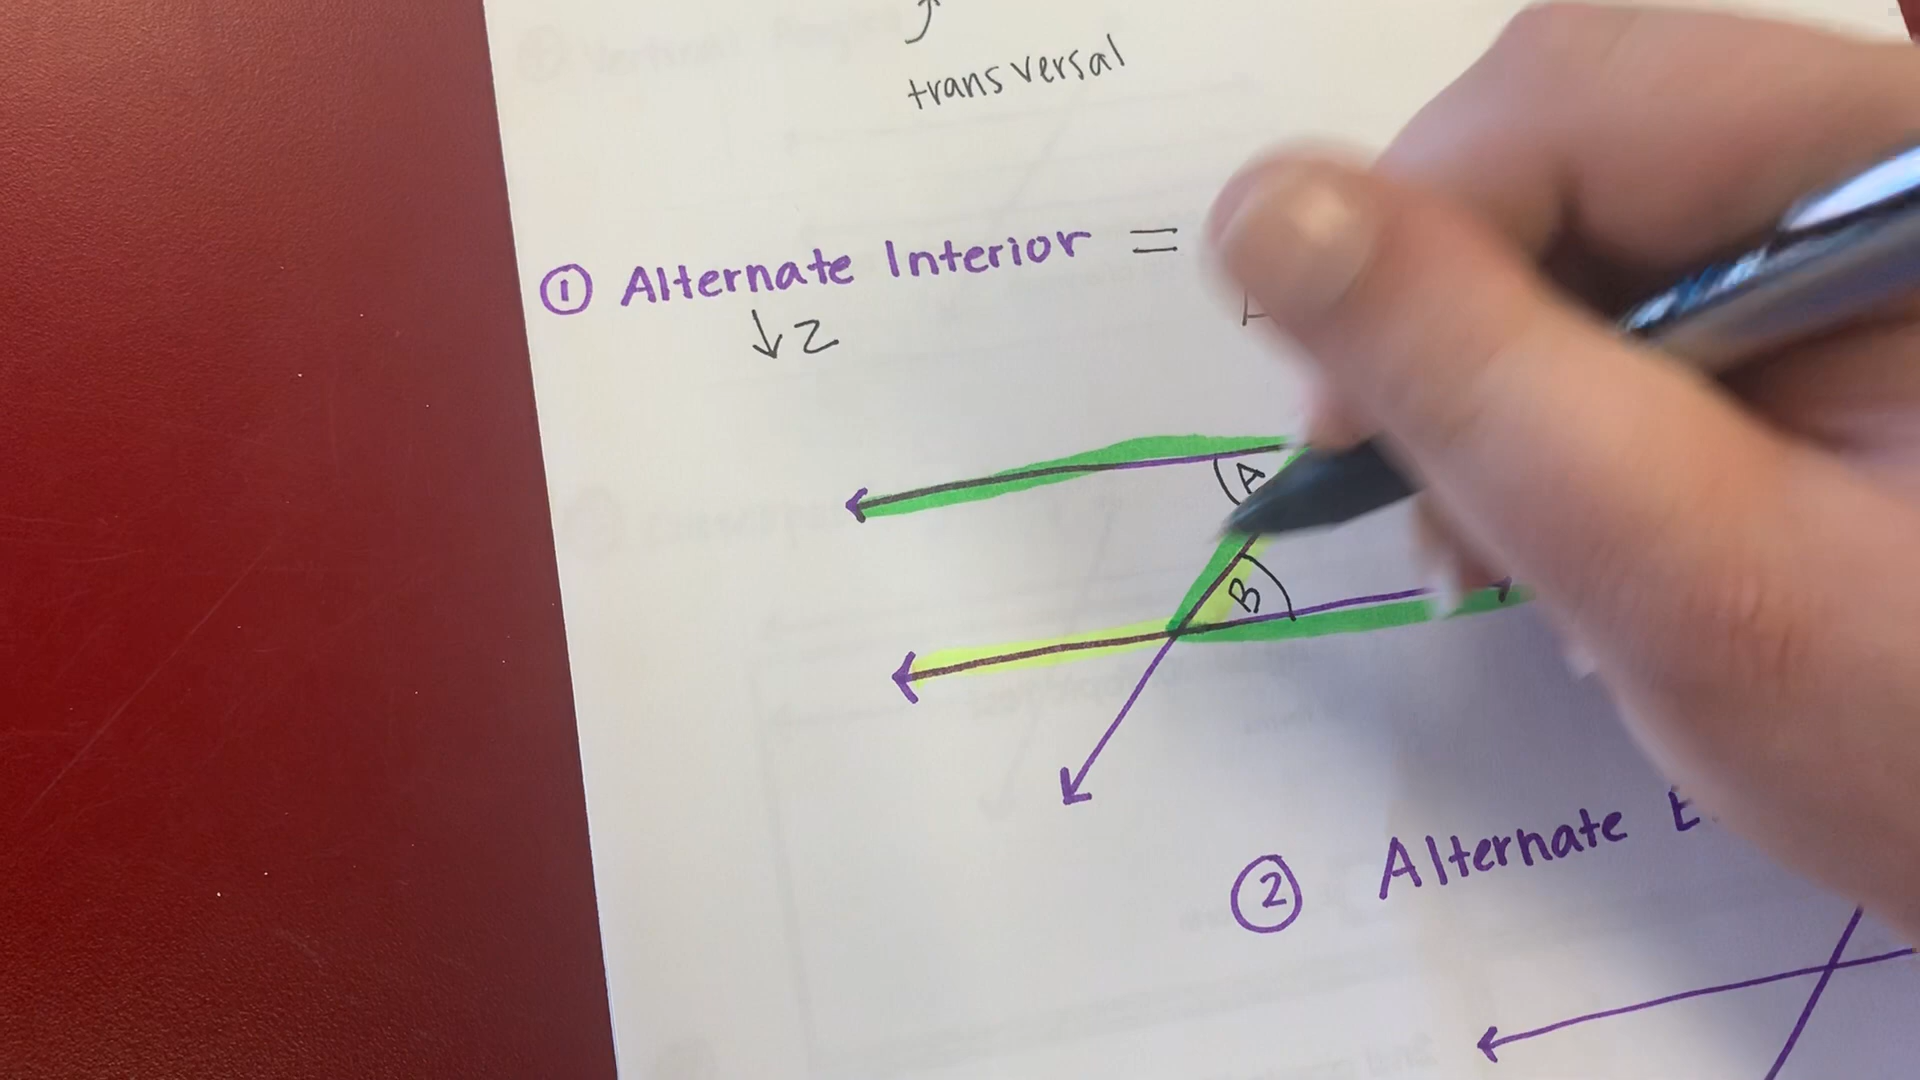 transversal
① Alternate Interior =
↓ Z
A
B
② Alternate